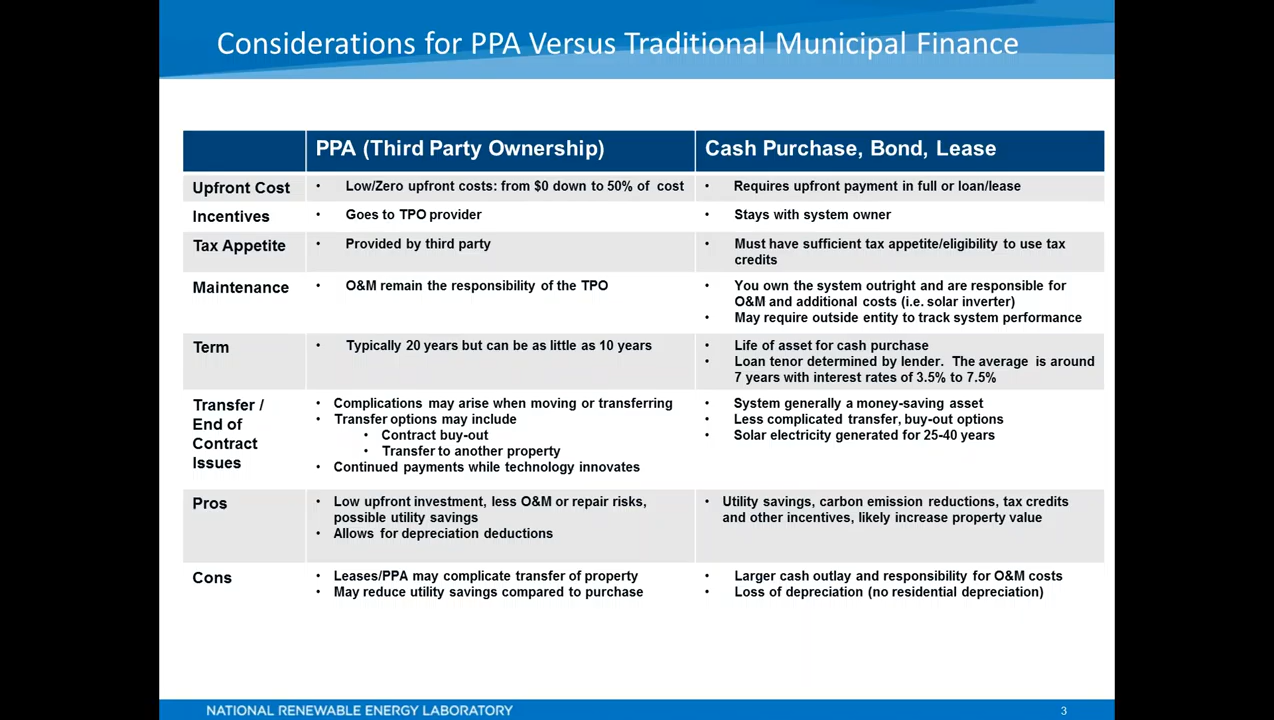 Considerations for PPA Versus Traditional Municipal Finance
PPA (Third Party Ownership)
Cash Purchase, Bond, Lease
Upfront Cost
• Low/Zero upfront costs: from $0 down to 50% of cost
• Requires upfront payment in full or loan/lease
Incentives
• Goes to TPO provider
• Stays with system owner
Tax Appetite
• Provided by third party
• Must have sufficient tax appetite/eligibility to use tax
credits
Maintenance
• O&M remain the responsibility of the TPO
• You own the system outright and are responsible for
O&M and additional costs (i.e. solar inverter)
• May require outside entity to track system performance
Term
• Typically 20 years but can be as little as 10 years
• Life of asset for cash purchase
• Loan tenor determined by lender. The average is around
7 years with interest rates of 3.5% to 7.5%
Transfer /
End of
Contract
Issues
• Complications may arise when moving or transferring
• Transfer options may include
• Contract buy-out
• Transfer to another property
• Continued payments while technology innovates
• System generally a money-saving asset
• Less complicated transfer, buy-out options
• Solar electricity generated for 25-40 years
Pros
• Low upfront investment, less O&M or repair risks,
possible utility savings
• Allows for depreciation deductions
• Utility savings, carbon emission reductions, tax credits
and other incentives, likely increase property value
Cons
• Leases/PPA may complicate transfer of property
• May reduce utility savings compared to purchase
• Larger cash outlay and responsibility for O&M costs
• Loss of depreciation (no residential depreciation)
NATIONAL RENEWABLE ENERGY LABORATORY
3